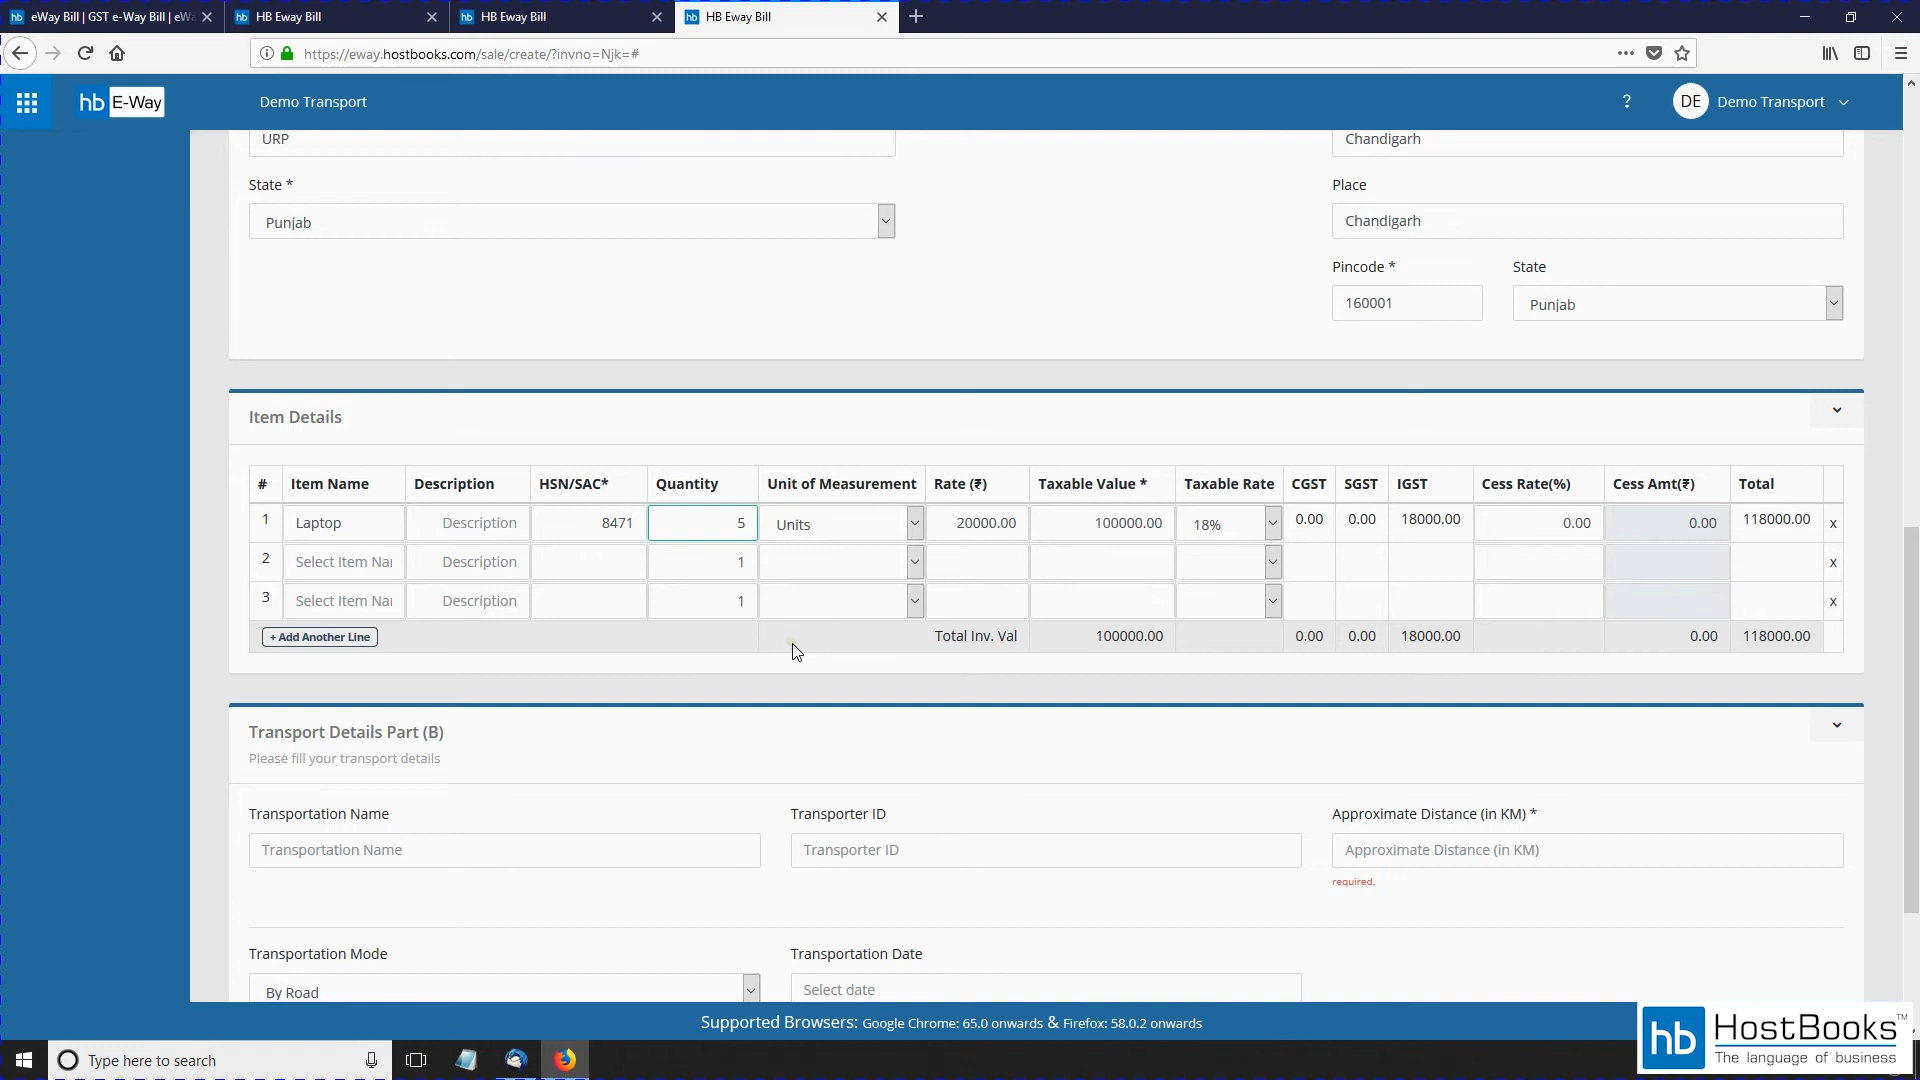 eWay Bill | GST e-Way Bill | eWa
HB Eway Bill
HB Eway Bill
HB Eway Bill
https://eway.hostbooks.com/sale/create/?invno=Njk=#
hb E-Way
Demo Transport
?
DE
Demo Transport
URP
Chandigarh
State *
Place
Punjab
Chandigarh
Pincode *
State
160001
Punjab
Item Details
# Item Name Description HSN/SAC* Quantity Unit of Measurement Rate (₹) Taxable Value * Taxable Rate CGST SGST IGST Cess Rate(%) Cess Amt(₹) Total
1 Laptop Description 8471 5 Units 20000.00 100000.00 18% 0.00 0.00 18000.00 0.00 0.00 118000.00 x
2 Select Item Nar Description 1 x
3 Select Item Nar Description 1 x
+ Add Another Line Total Inv. Val 100000.00 0.00 0.00 18000.00 0.00 118000.00
Transport Details Part (B)
Please fill your transport details
Transportation Name
Transporter ID
Approximate Distance (in KM) *
Transportation Name
Transporter ID
Approximate Distance (in KM)
required.
Transportation Mode
Transportation Date
By Road
Select date
Supported Browsers: Google Chrome: 65.0 onwards & Firefox: 58.0.2 onwards
hb HostBooks™
The language of business
Type here to search